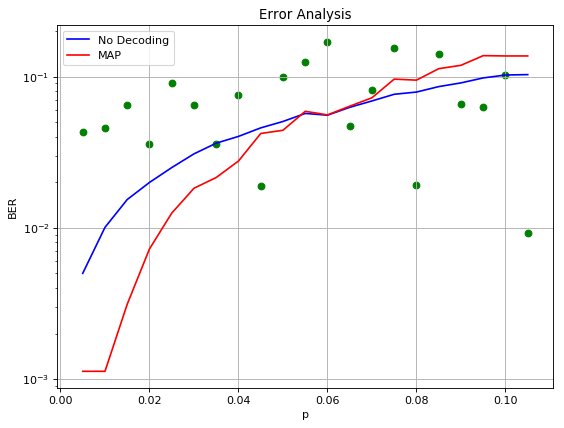 Error Analysis
No Decoding
MAP
10⁻¹
10⁻²
10⁻³
BER
0.00 0.02 0.04 0.06 0.08 0.10
p